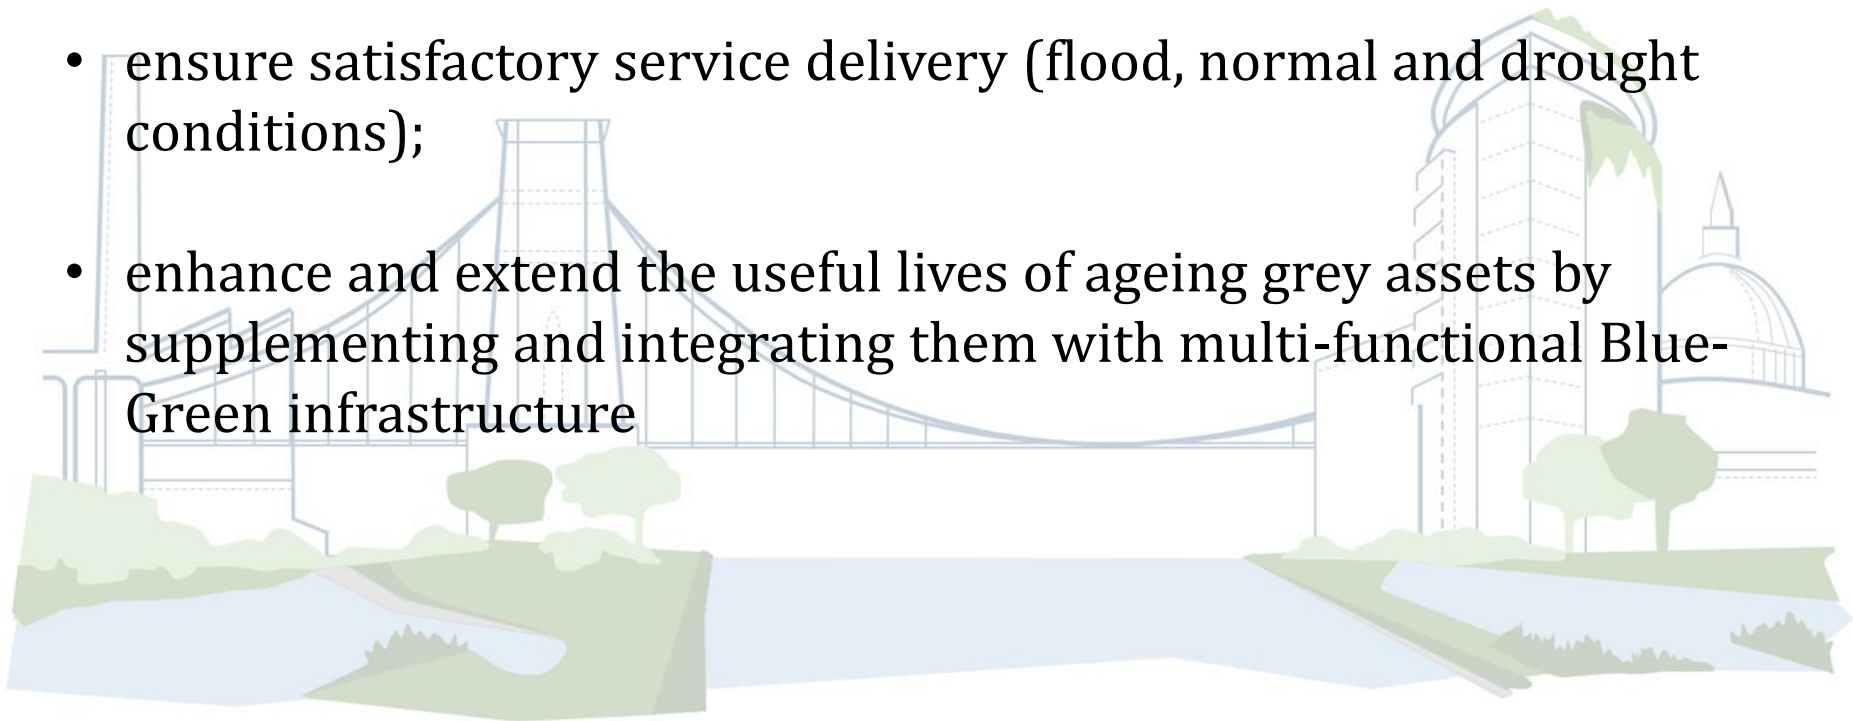 • ensure satisfactory service delivery (flood, normal and drought
conditions);
• enhance and extend the useful lives of ageing grey assets by
supplementing and integrating them with multi-functional Blue-
Green infrastructure